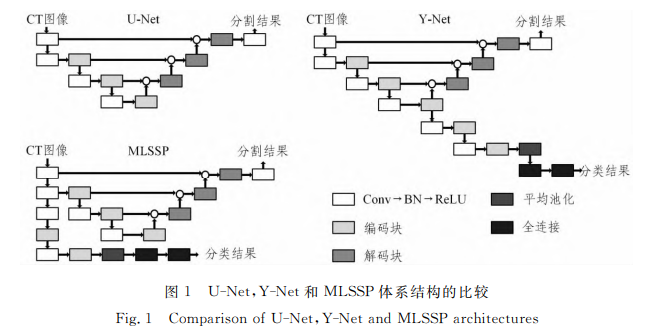 CT图像
U-Net
分割结果
CT图像
Y-Net
分割结果
CT图像
MLSSP
分割结果
分类结果
分类结果
Conv→BN→ReLU
平均池化
编码块
全连接
解码块
图 1 U-Net,Y-Net 和 MLSSP 体系结构的比较
Fig. 1 Comparison of U-Net,Y-Net and MLSSP architectures